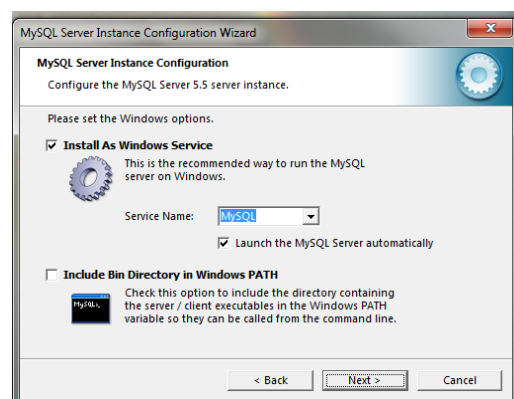 MySQL Server Instance Configuration Wizard
MySQL Server Instance Configuration
Configure the MySQL Server 5.5 server instance.
Please set the Windows options.
Install As Windows Service
This is the recommended way to run the MySQL
server on Windows.
Service Name:
MySQL
Launch the MySQL Server automatically
Include Bin Directory in Windows PATH
MySQL>_
Check this option to include the directory containing
the server / client executables in the Windows PATH
variable so they can be called from the command line.
< Back
Next >
Cancel